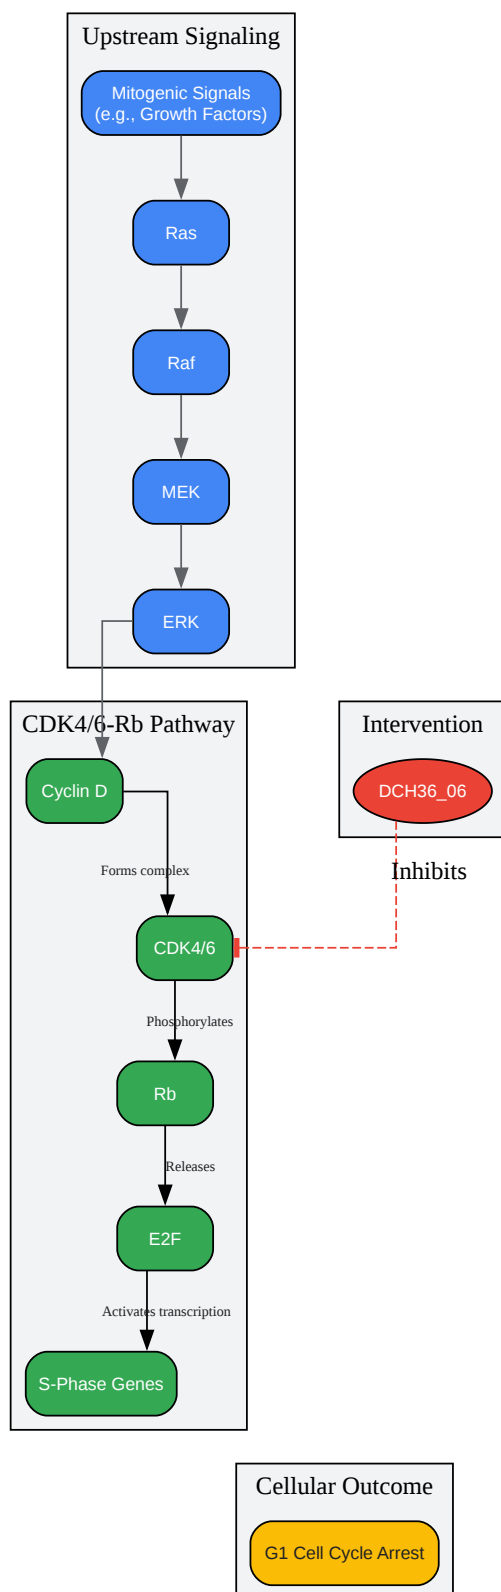 Upstream Signaling
Mitogenic Signals
(e.g., Growth Factors)
Ras
Raf
MEK
ERK
CDK4/6-Rb Pathway
Cyclin D
Forms complex
CDK4/6
Phosphorylates
Rb
Releases
E2F
Activates transcription
S-Phase Genes
Intervention
DCH36_06
Inhibits
Cellular Outcome
G1 Cell Cycle Arrest